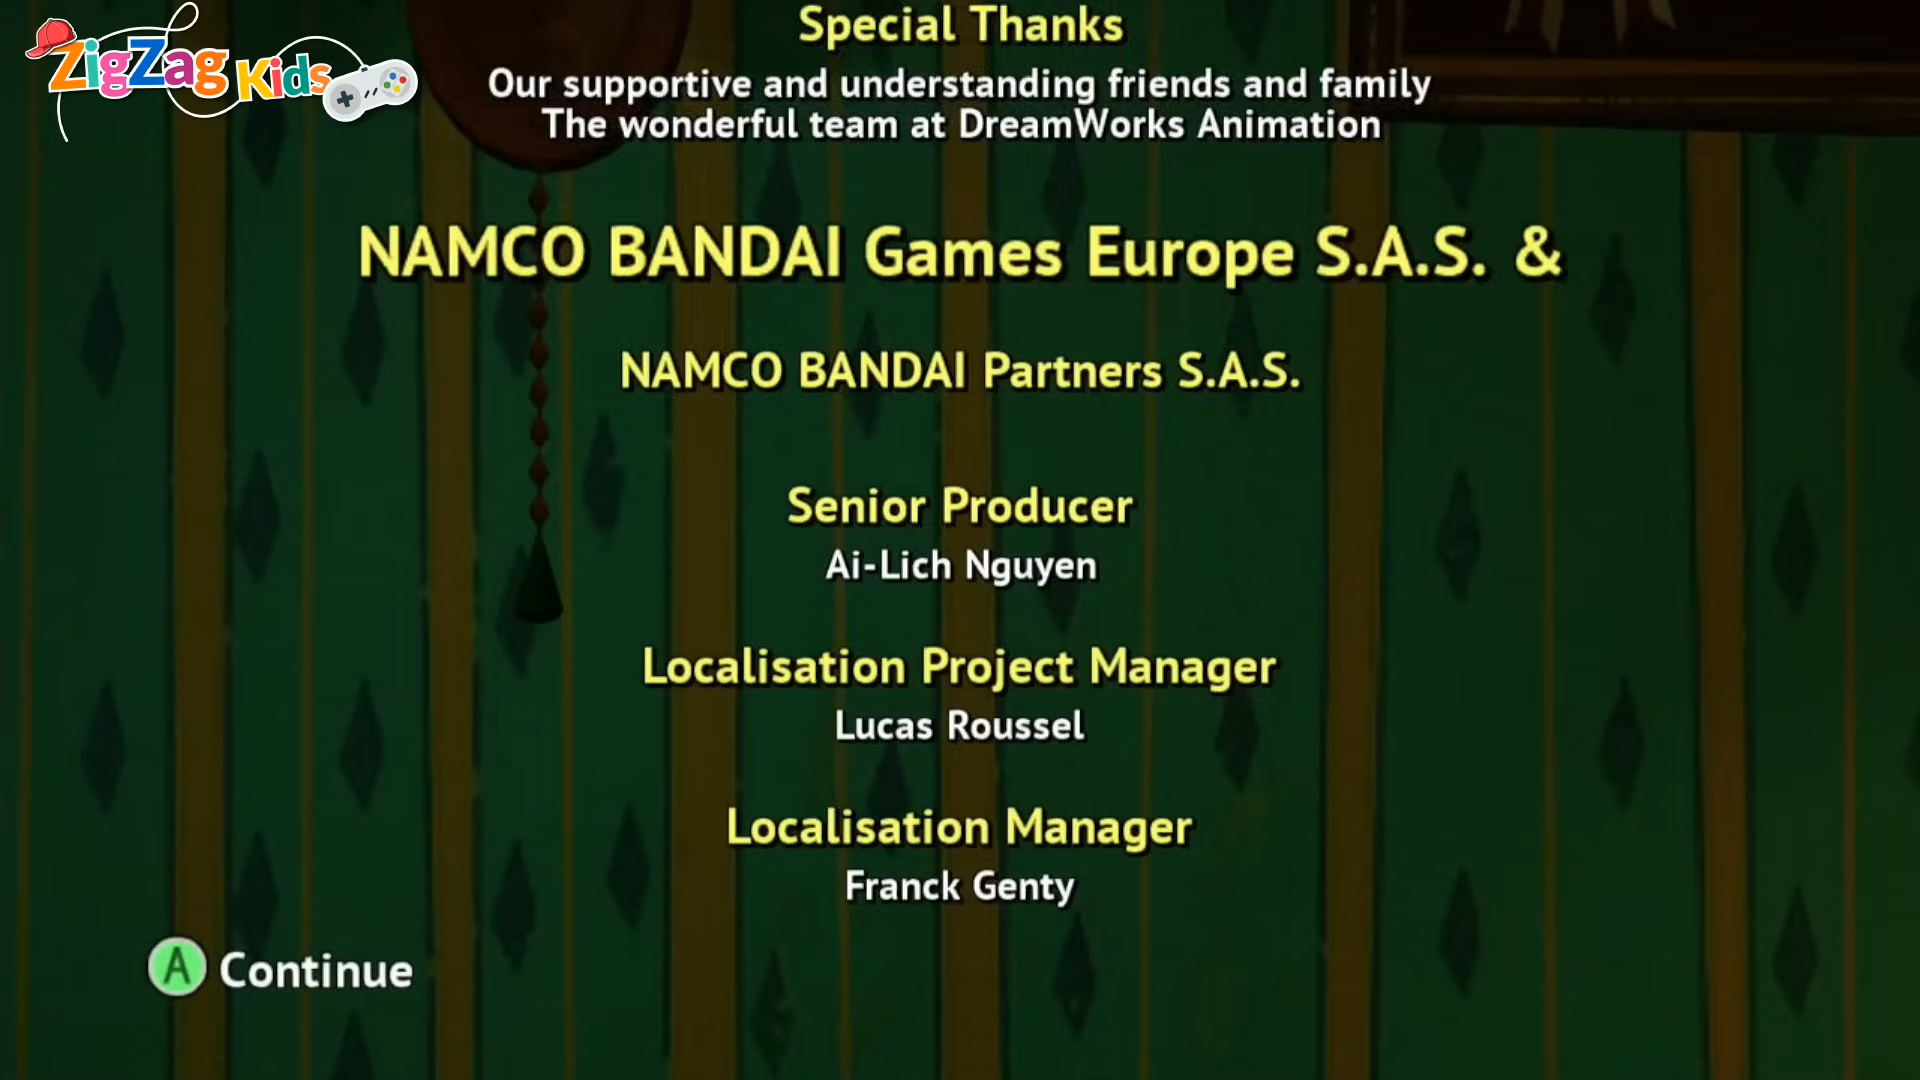 ZigZag Kids
Special Thanks
Our supportive and understanding friends and family
The wonderful team at DreamWorks Animation
NAMCO BANDAI Games Europe S.A.S. &
NAMCO BANDAI Partners S.A.S.
Senior Producer
Ai-Lich Nguyen
Localisation Project Manager
Lucas Roussel
Localisation Manager
Franck Genty
A Continue